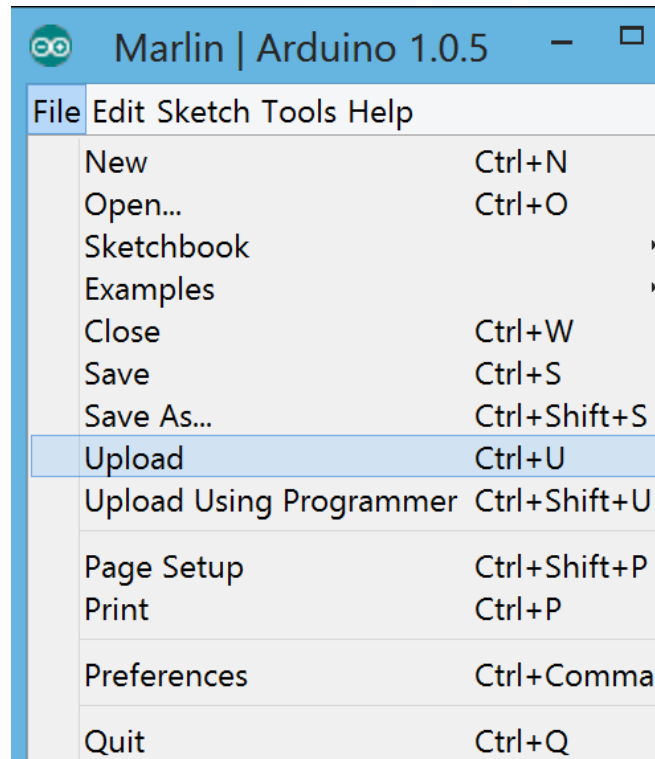 Marlin | Arduino 1.0.5
File Edit Sketch Tools Help
New Ctrl+N
Open... Ctrl+O
Sketchbook
Examples
Close Ctrl+W
Save Ctrl+S
Save As... Ctrl+Shift+S
Upload Ctrl+U
Upload Using Programmer Ctrl+Shift+U
Page Setup Ctrl+Shift+P
Print Ctrl+P
Preferences Ctrl+Comma
Quit Ctrl+Q